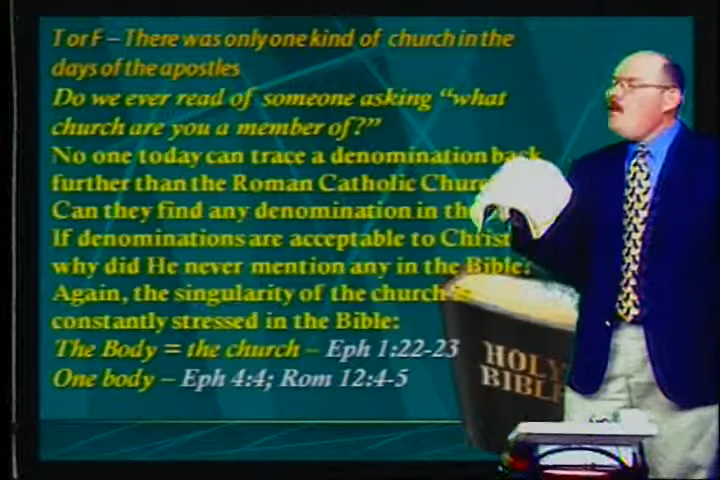 T or F – There was only one kind of church in the
days of the apostles
Do we ever read of someone asking "what
church are you a member of?"
No one today can trace a denomination back
further than the Roman Catholic
Can they find any denomination in
If denominations are acceptable to Christ
why did He never mention any in the Bible?
Again, the singularity of the church
constantly stressed in the Bible:
The Body = the church – Eph 1:22-23
One body – Eph 4:4; Rom 12:4-5
HOLY
BIBLE